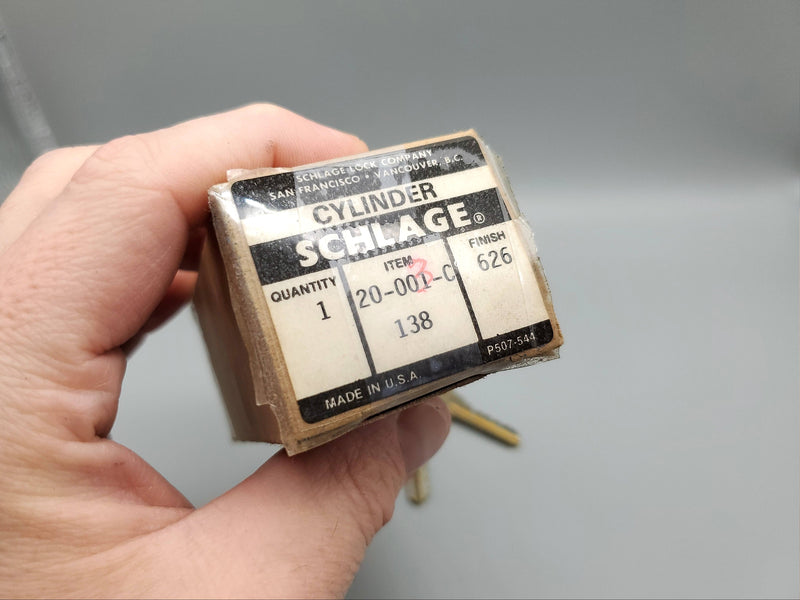 SCHLAGE LOCK COMPANY
SAN FRANCISCO • VANCOUVER, B.C.
CYLINDER
SCHLAGE®
QUANTITY
1
ITEM
3
20-001-C
138
FINISH
626
MADE IN U.S.A.
P507-544